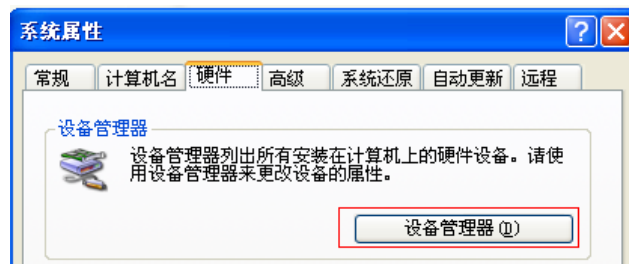 系统属性
常规 计算机名 硬件 高级 系统还原 自动更新 远程
设备管理器
设备管理器列出所有安装在计算机上的硬件设备。请使
用设备管理器来更改设备的属性。
设备管理器(D)